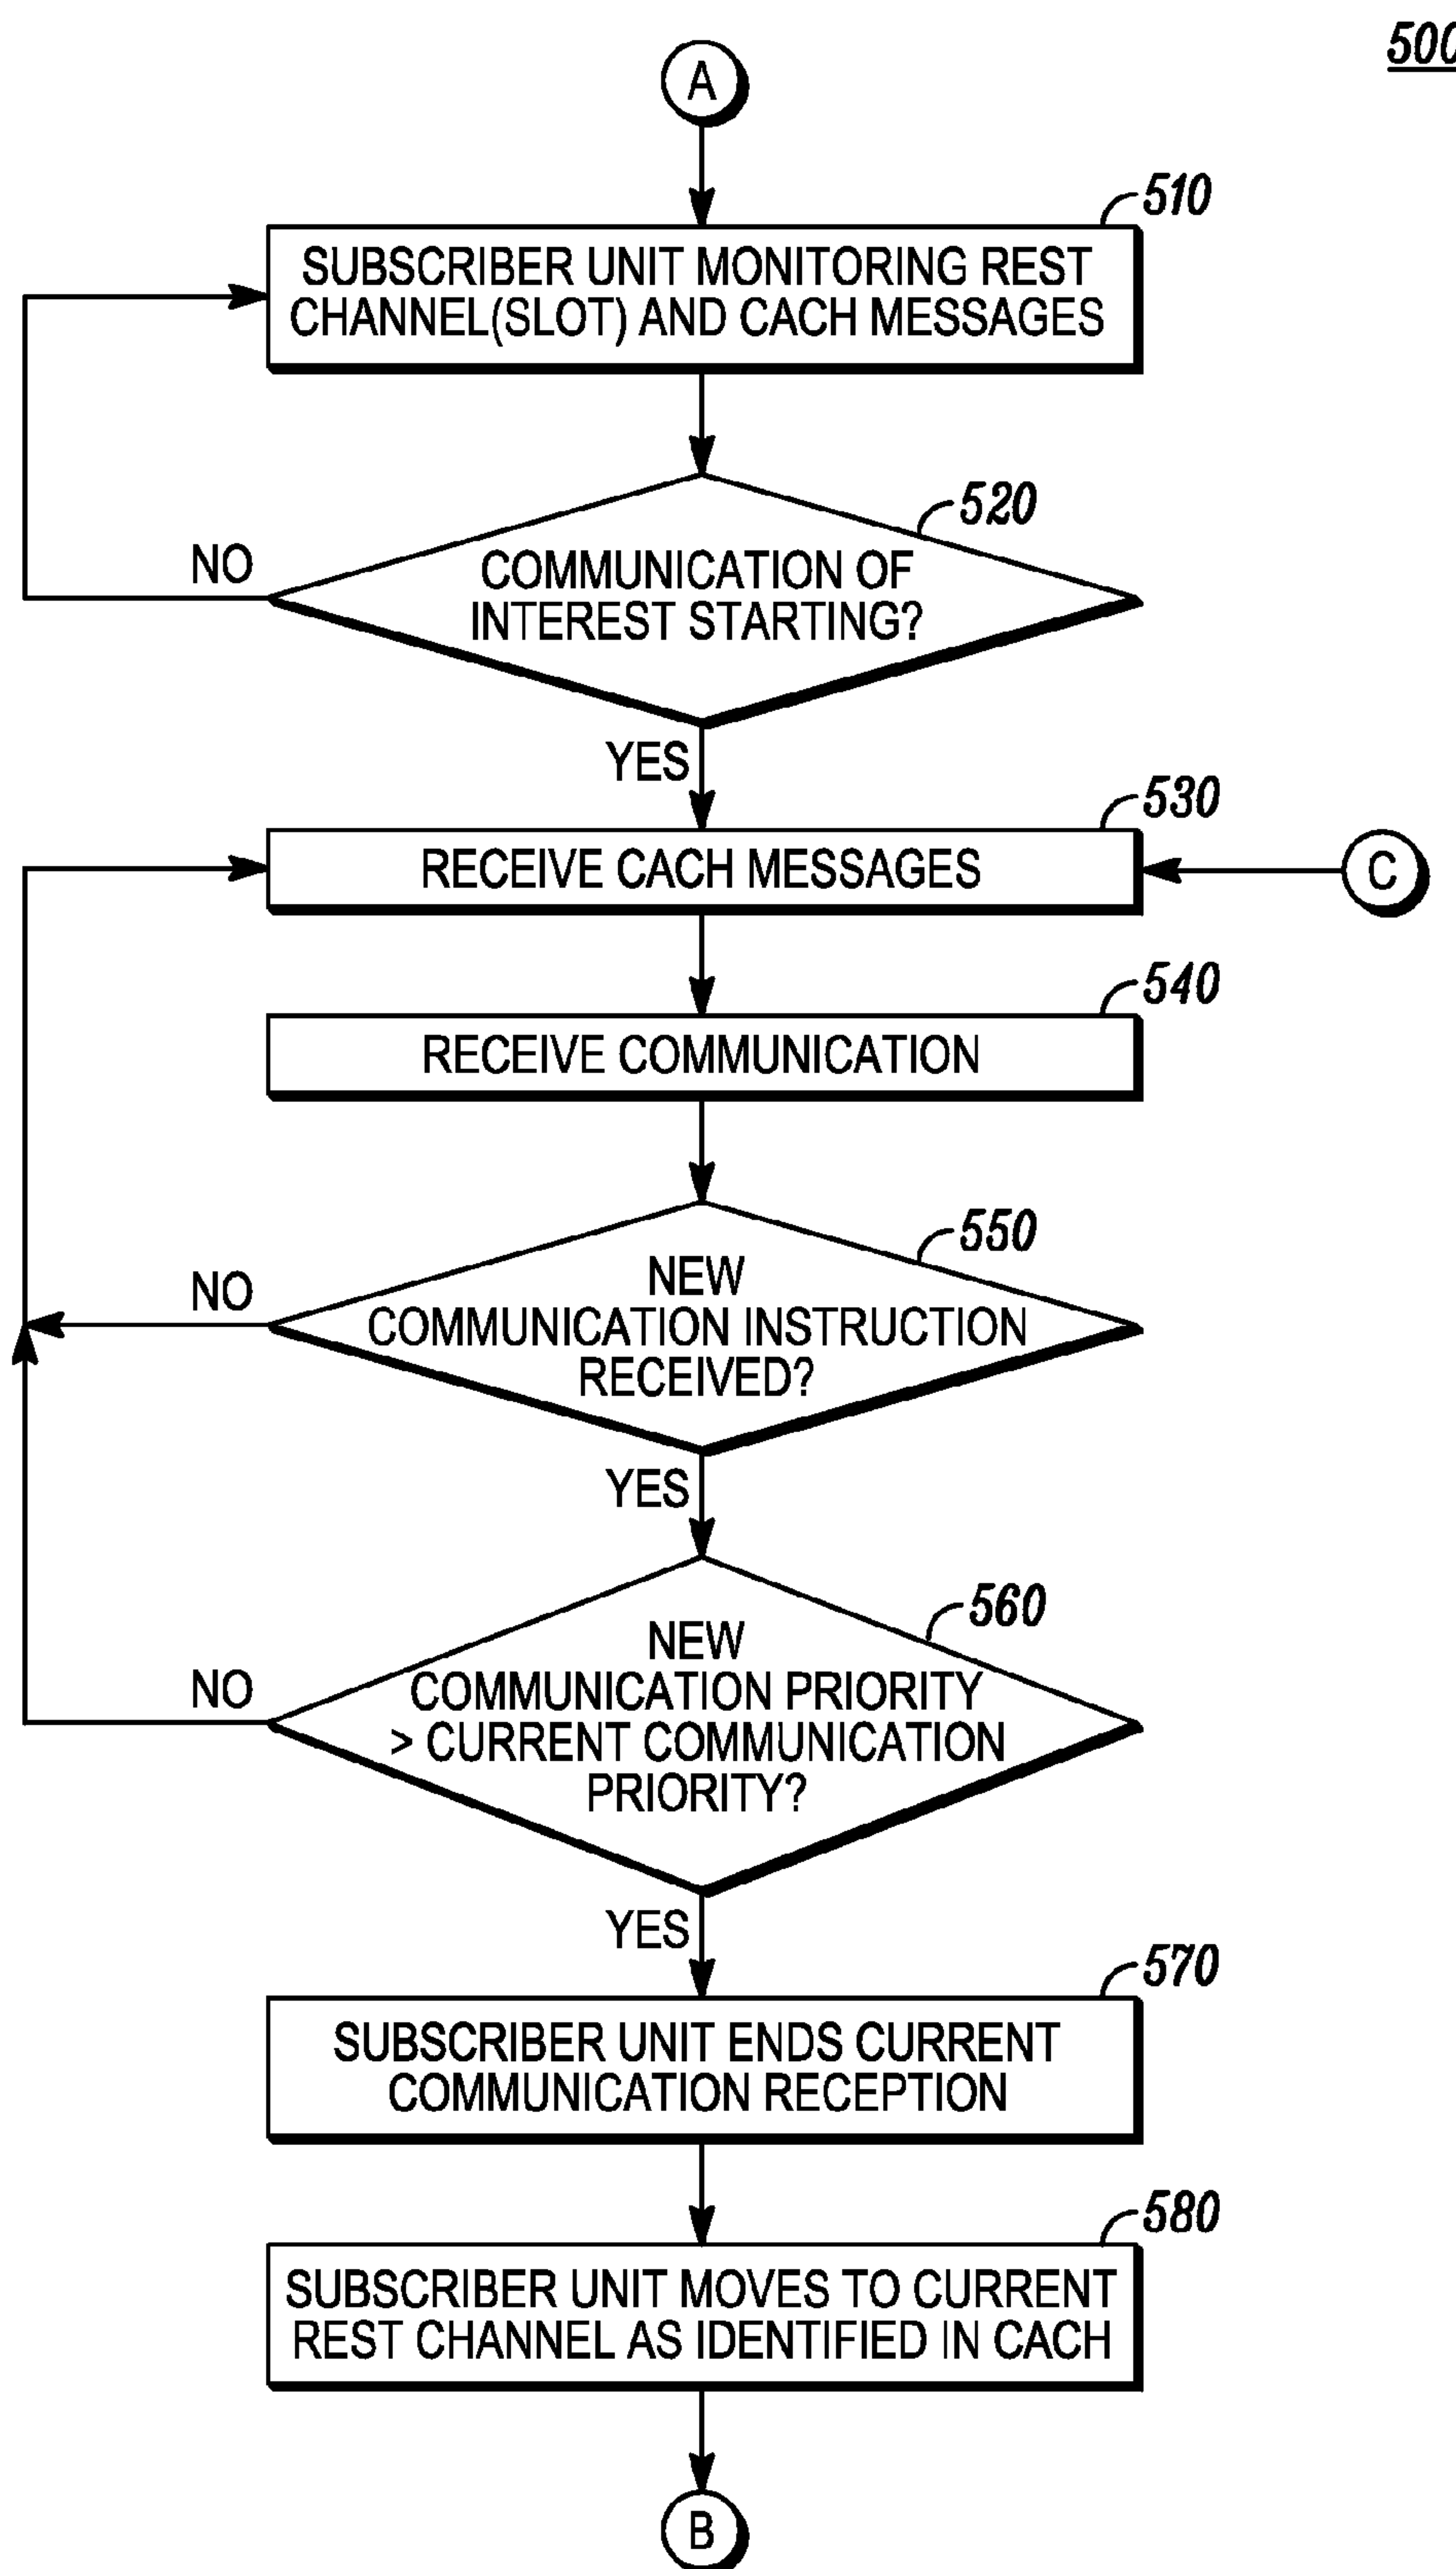 500
A
510
SUBSCRIBER UNIT MONITORING REST
CHANNEL(SLOT) AND CACH MESSAGES
520
NO
COMMUNICATION OF
INTEREST STARTING?
YES
530
RECEIVE CACH MESSAGES
C
540
RECEIVE COMMUNICATION
550
NO
NEW
COMMUNICATION INSTRUCTION
RECEIVED?
YES
560
NO
NEW
COMMUNICATION PRIORITY
> CURRENT COMMUNICATION
PRIORITY?
YES
570
SUBSCRIBER UNIT ENDS CURRENT
COMMUNICATION RECEPTION
580
SUBSCRIBER UNIT MOVES TO CURRENT
REST CHANNEL AS IDENTIFIED IN CACH
B